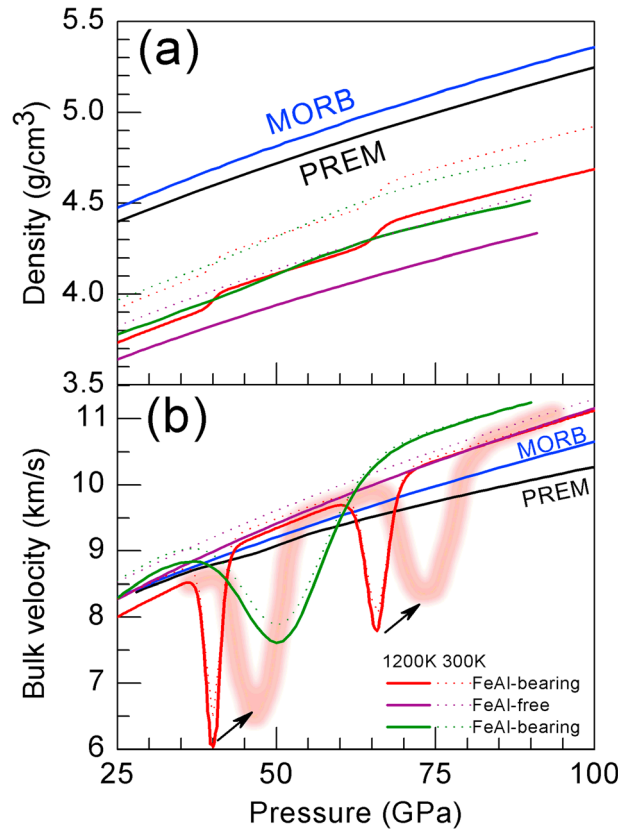 5.5
(a)
MORB
5.0
PREM
Density (g/cm³)
4.5
4.0
3.5
(b)
11
MORB
10
PREM
Bulk velocity (km/s)
9
8
1200K 300K
FeAl-bearing
7
FeAl-free
FeAl-bearing
6
25 50 75 100
Pressure (GPa)